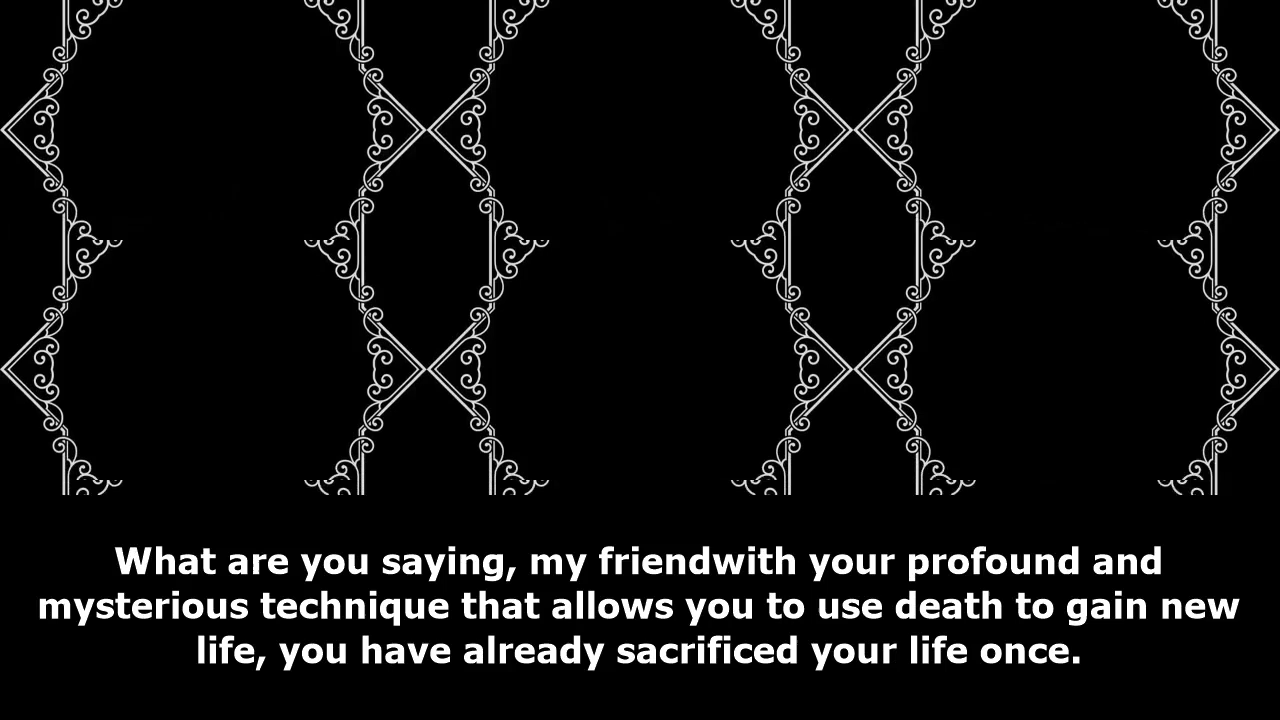 What are you saying, my friendwith your profound and
mysterious technique that allows you to use death to gain new
life, you have already sacrificed your life once.